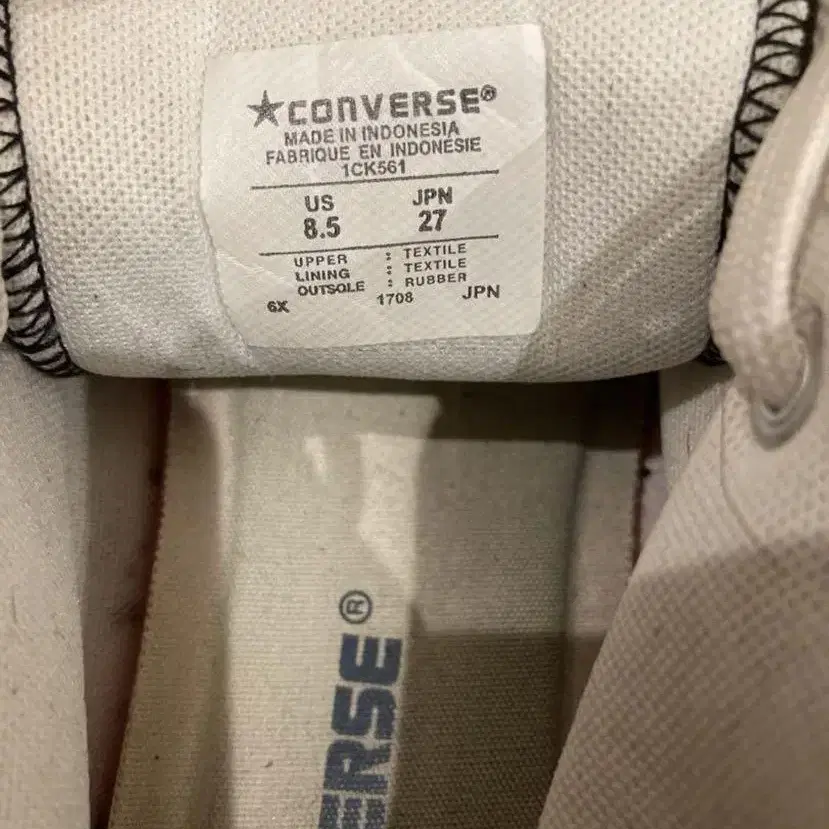 ★CONVERSE®
MADE IN INDONESIA
FABRIQUE EN INDONESIE
1CK561
US JPN
8.5 27
UPPER : TEXTILE
LINING : TEXTILE
OUTSOLE : RUBBER
6X 1708 JPN
ERSE®